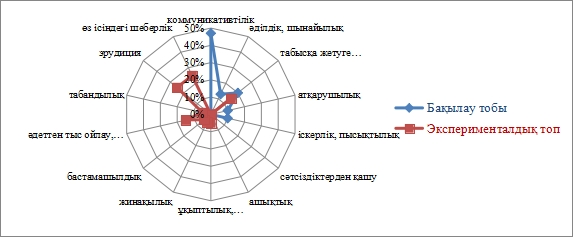 коммуникативтілік
өз ісіндегі шеберлік
әділдік, шынайылық
эрудиция
табысқа жетуге...
табандылық
атқарушылық
әдеттен тыс ойлау,...
іскерлік, пысықтылық
бастамашылдық
сәтсіздіктерден қашу
жинақылық
ашықтық
ұқыптылық,...
50%
40%
30%
20%
10%
0%
Бақылау тобы
Эксперименталдық топ